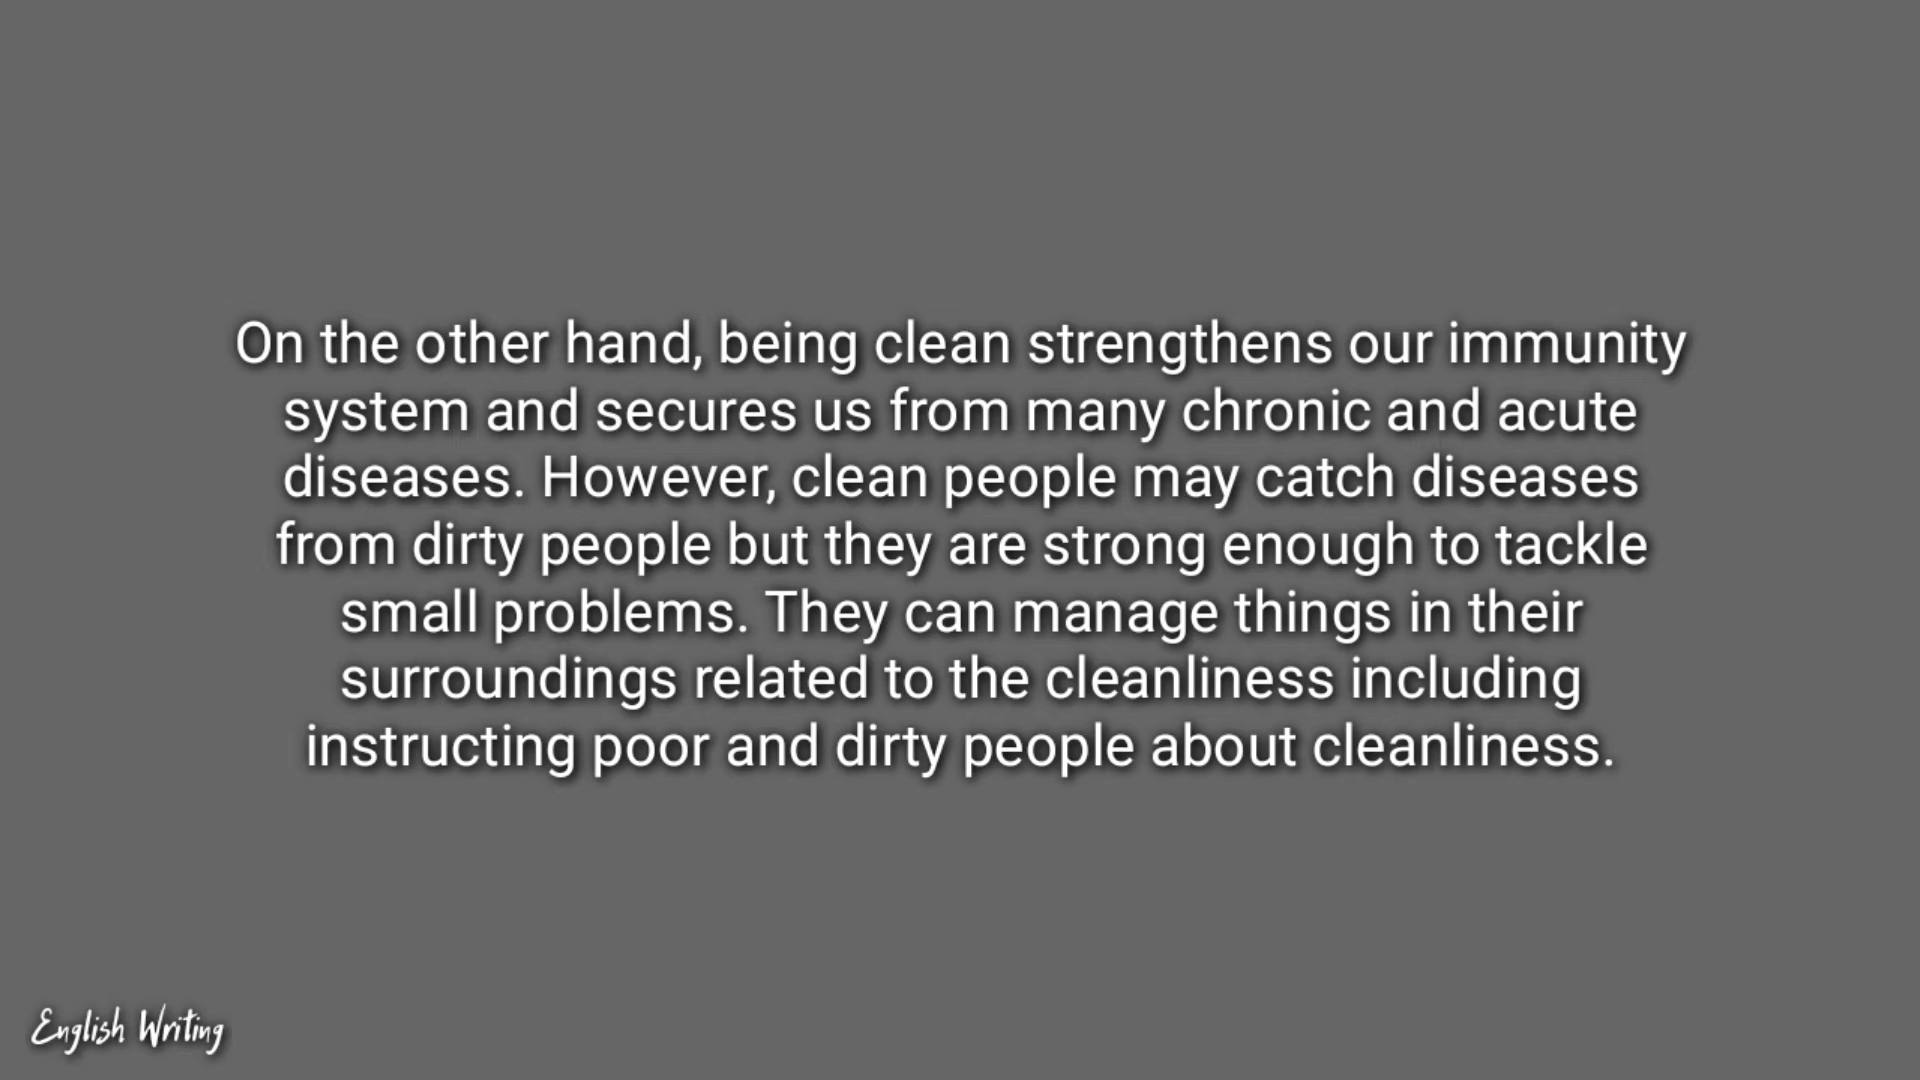 On the other hand, being clean strengthens our immunity
system and secures us from many chronic and acute
diseases. However, clean people may catch diseases
from dirty people but they are strong enough to tackle
small problems. They can manage things in their
surroundings related to the cleanliness including
instructing poor and dirty people about cleanliness.
English Writing